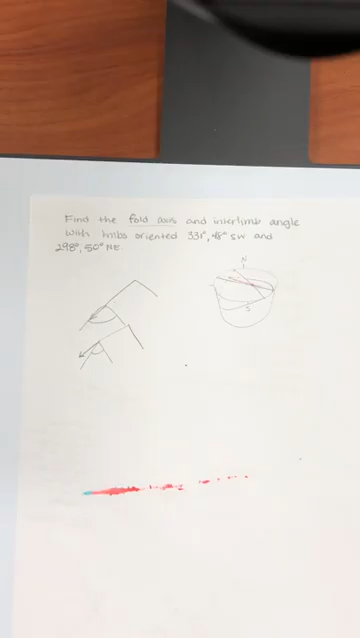 Find the fold axis and interlimb angle
with limbs oriented 331°, 48° SW and
298°, 50° NE.
N
S